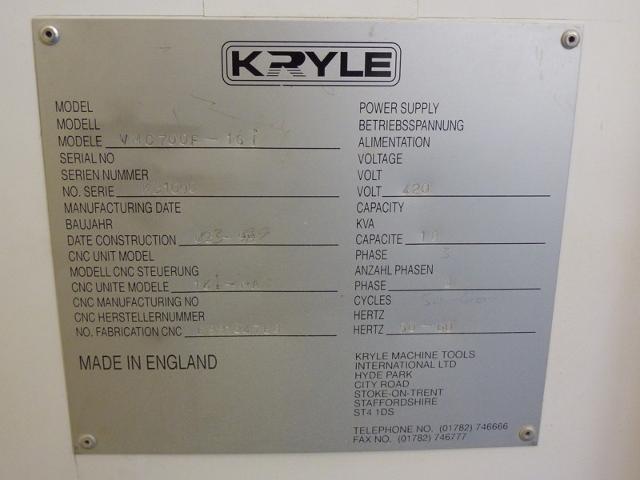 KRYLE
MODEL
MODELL
MODELE
SERIAL NO
SERIEN NUMMER
NO. SERIE
MANUFACTURING DATE
BAUJAHR
DATE CONSTRUCTION
CNC UNIT MODEL
MODELL CNC STEUERUNG
CNC UNITE MODELE
CNC MANUFACTURING NO
CNC HERSTELLERNUMMER
NO. FABRICATION CNC
MADE IN ENGLAND
POWER SUPPLY
BETRIEBSSPANNUNG
ALIMENTATION
VOLTAGE
VOLT
VOLT 420
CAPACITY
KVA
CAPACITE
PHASE 3
ANZAHL PHASEN
PHASE
CYCLES
HERTZ
HERTZ 50-60
KRYLE MACHINE TOOLS
INTERNATIONAL LTD
HYDE PARK
CITY ROAD
STOKE-ON-TRENT
STAFFORDSHIRE
ST4 1DS
TELEPHONE NO. (01782) 746666
FAX NO. (01782) 746777